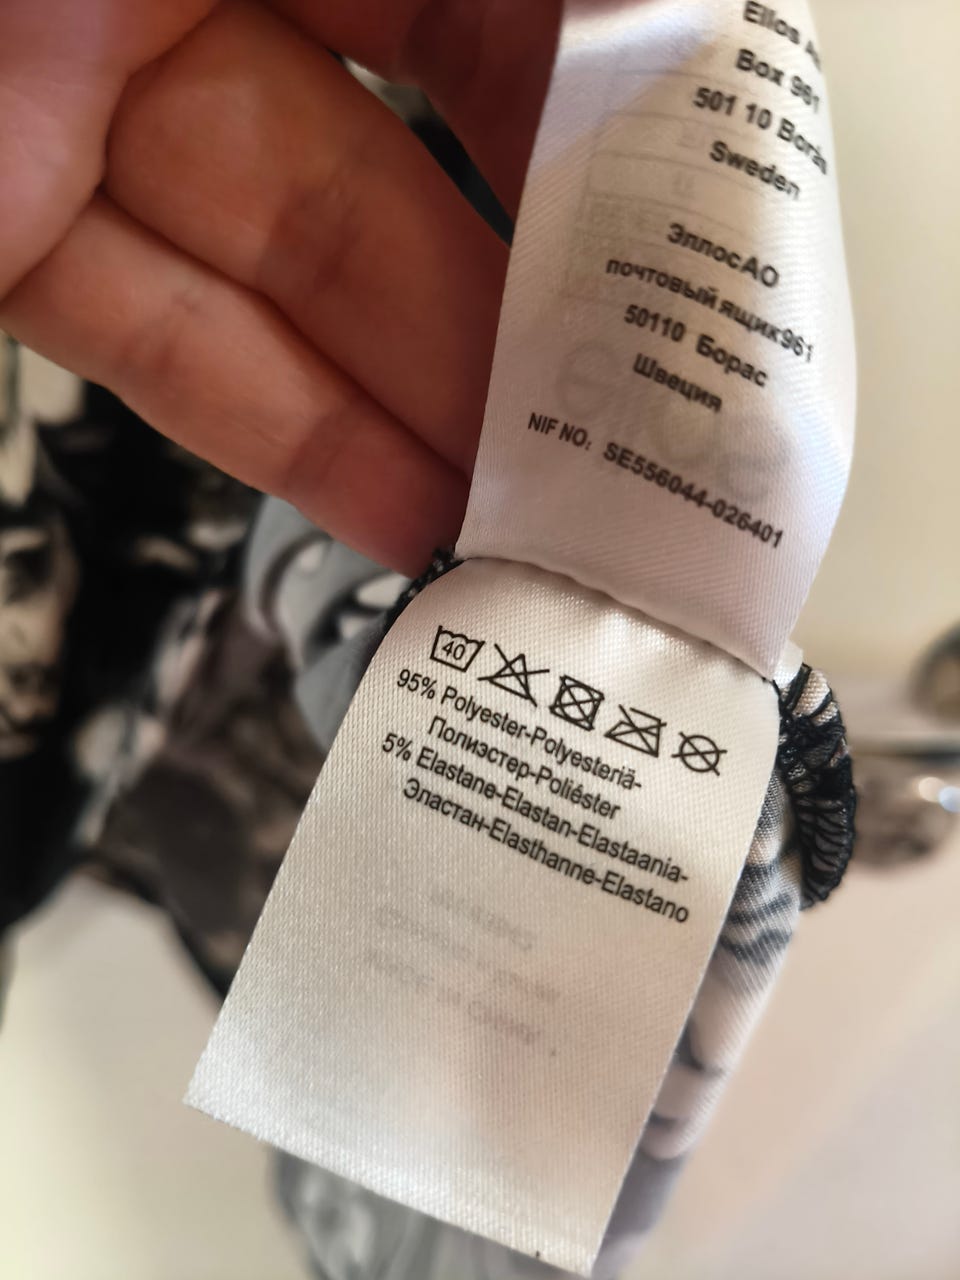 Ellos
Box 961
501 10 Borås
Sweden
ЭллосАО
почтовый ящик961
50110 Борас
Швеция
NIF NO: SE556044-026401
40
95% Polyester-Polyesteriä-
Полиэстер-Poliéster
5% Elastane-Elastan-Elastaania-
Эластан-Elasthanne-Elastano